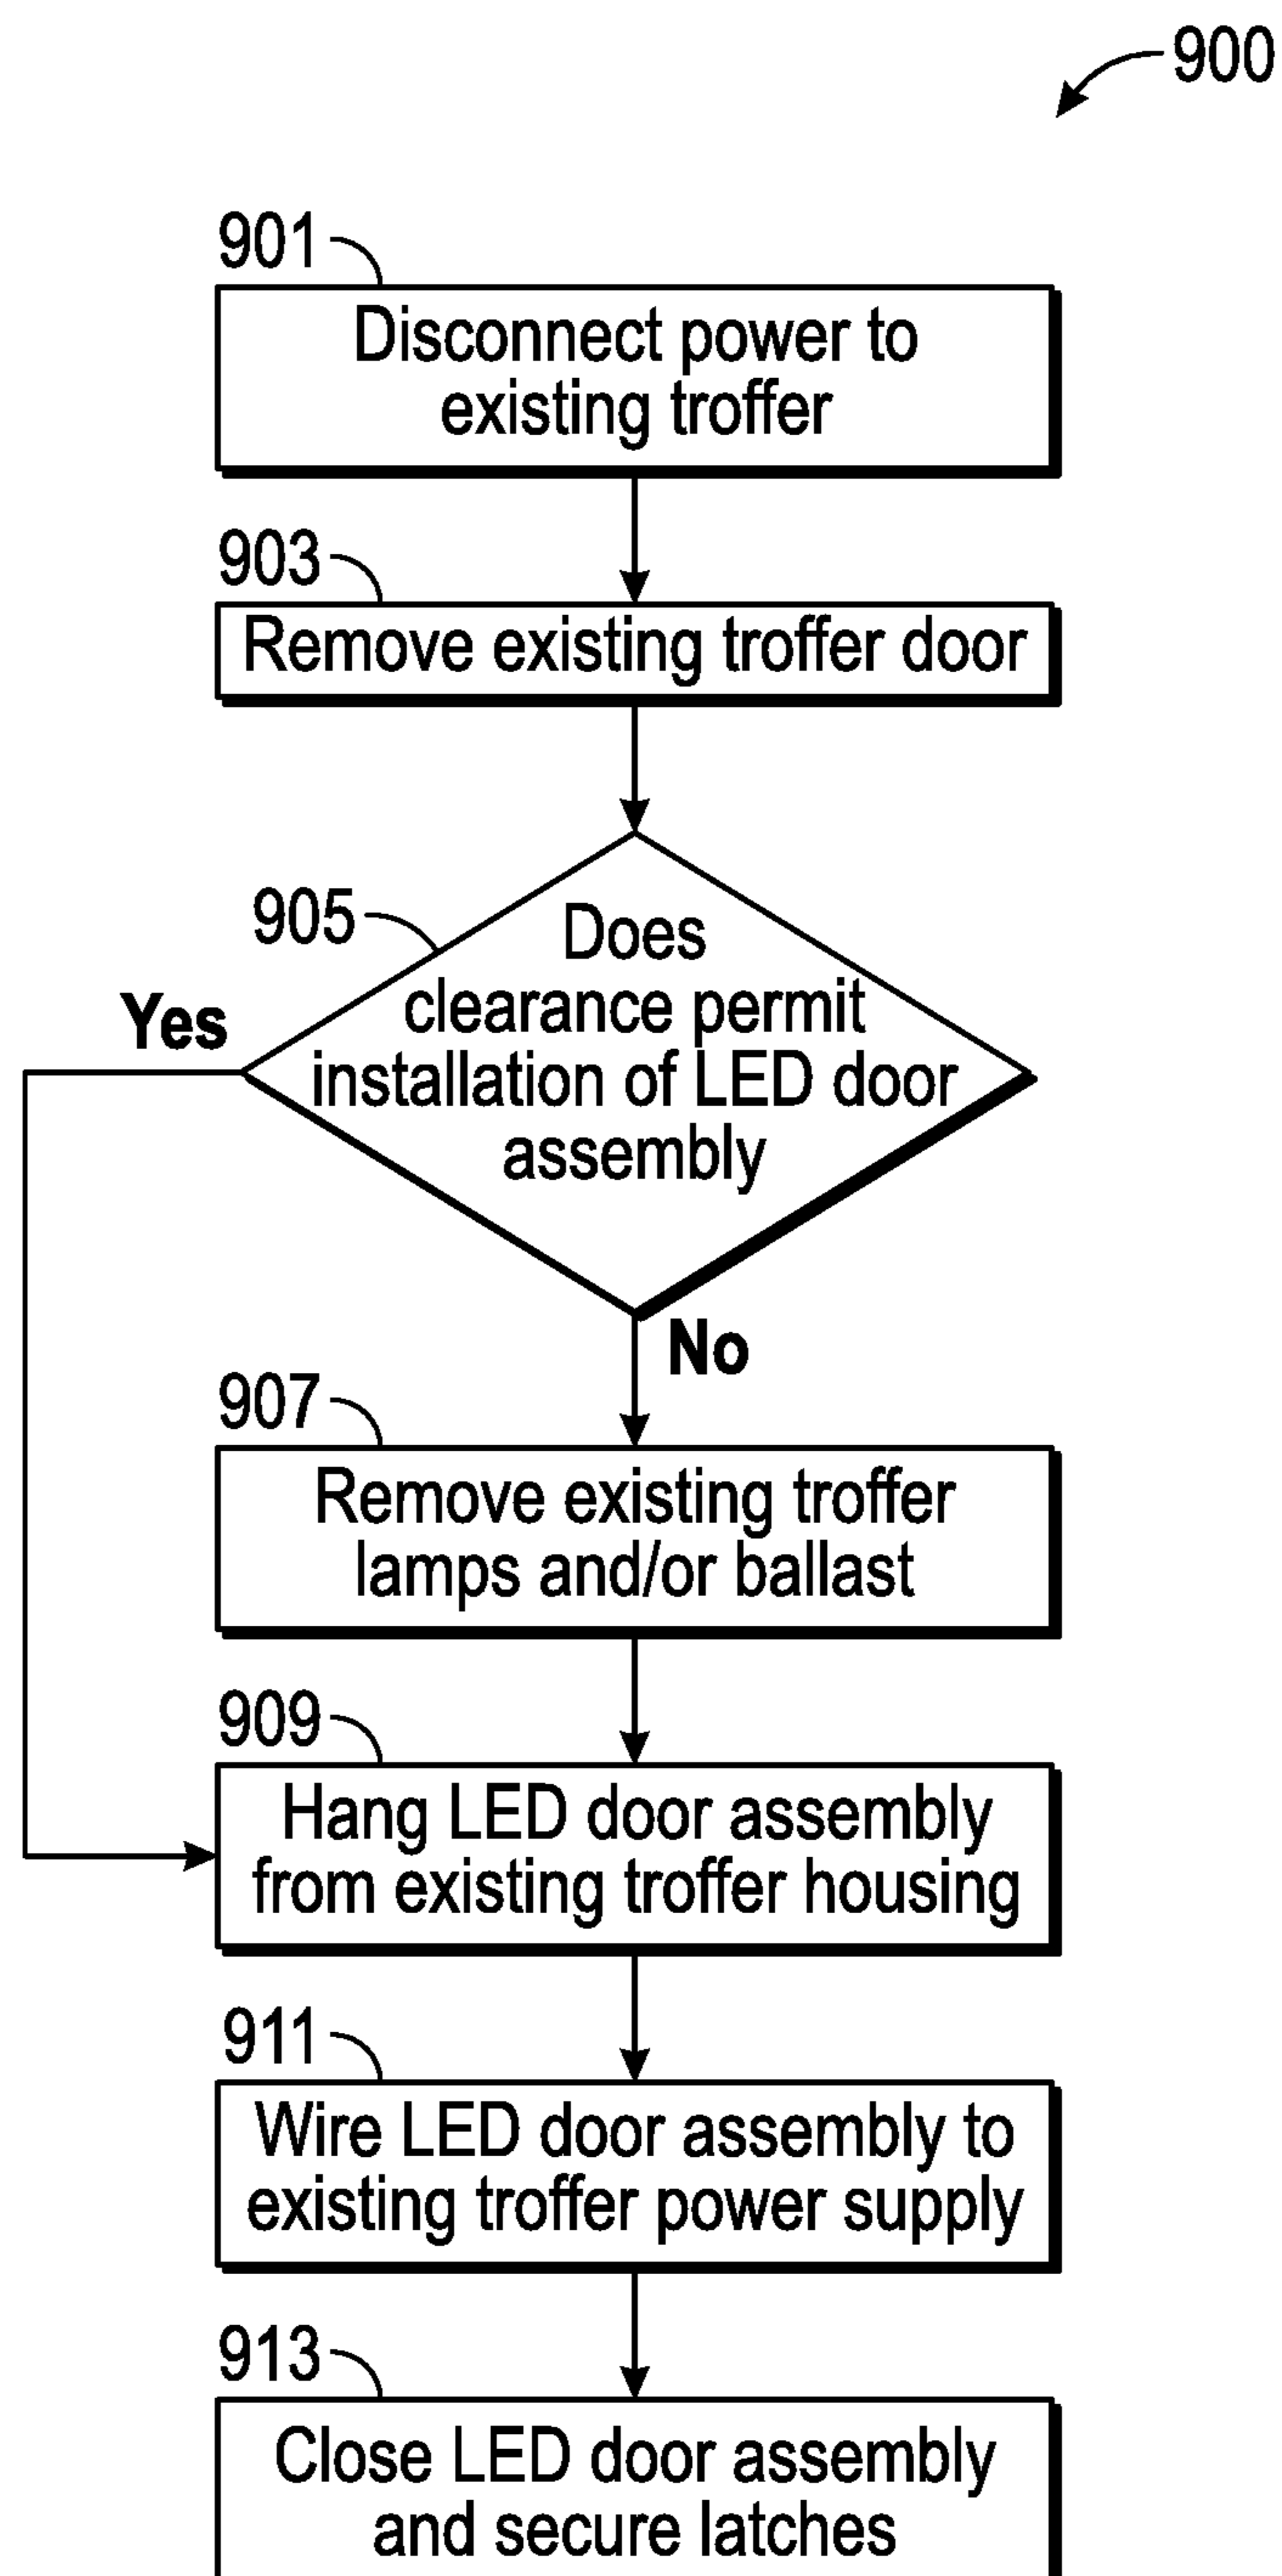 900
901
Disconnect power to
existing troffer
903
Remove existing troffer door
905
Does
clearance permit
installation of LED door
assembly
Yes
No
907
Remove existing troffer
lamps and/or ballast
909
Hang LED door assembly
from existing troffer housing
911
Wire LED door assembly to
existing troffer power supply
913
Close LED door assembly
and secure latches